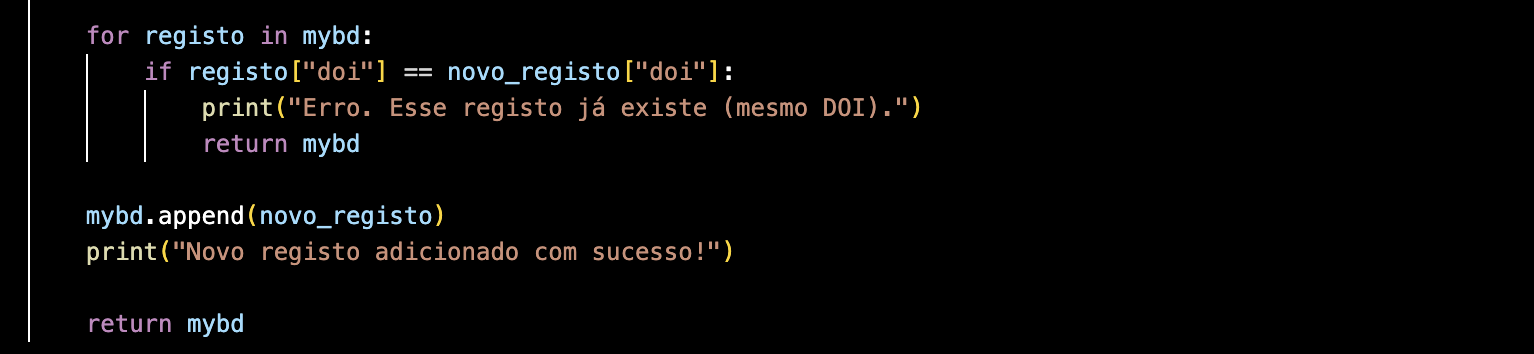 for registo in mybd:
if registo["doi"] == novo_registo["doi"]:
print("Erro. Esse registo já existe (mesmo DOI).")
return mybd
mybd.append(novo_registo)
print("Novo registo adicionado com sucesso!")
return mybd